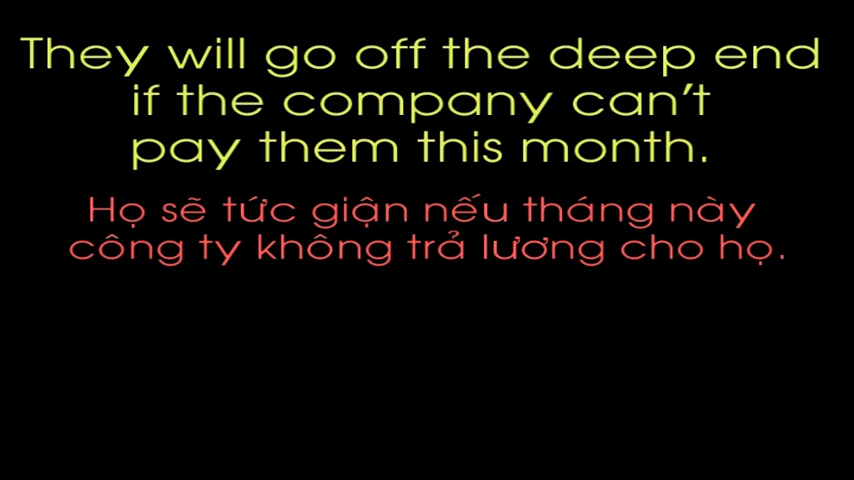 They will go off the deep end
if the company can't
pay them this month.
Họ sẽ tức giận nếu tháng này
công ty không trả lương cho họ.